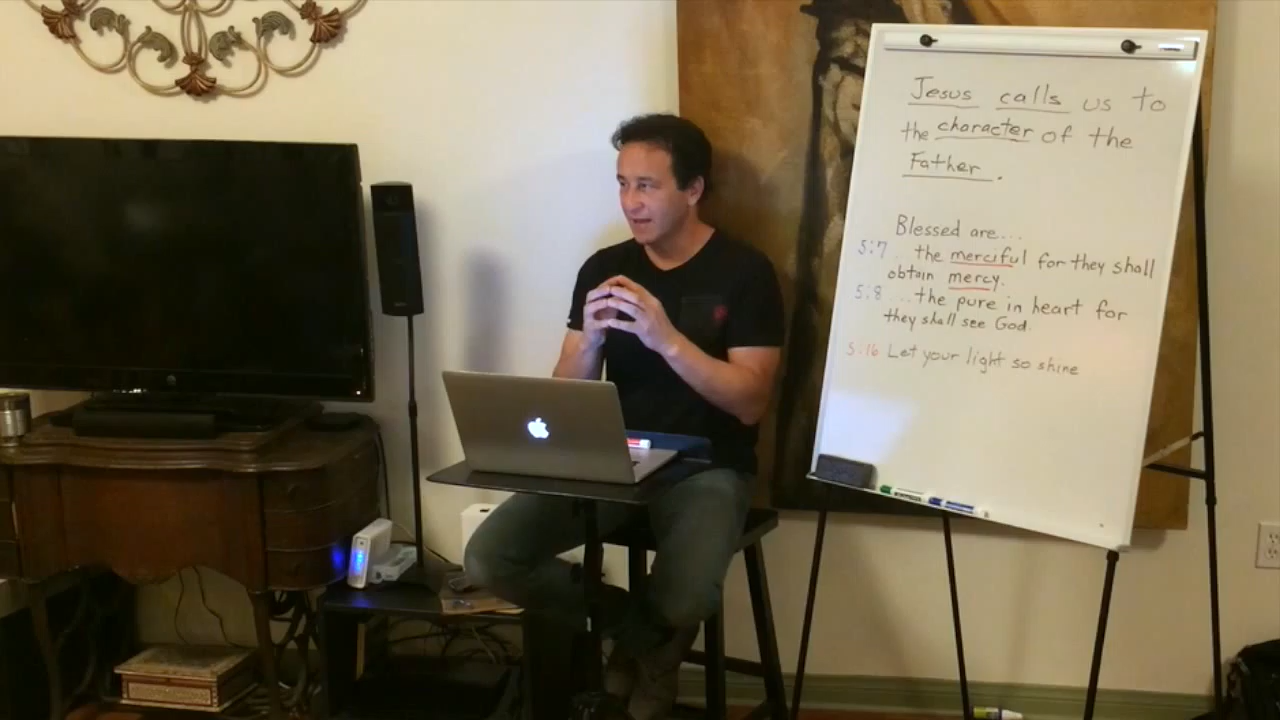 Jesus calls us to
the character of the
Father.
Blessed are...
5:7 ... the merciful for they shall
obtain mercy.
5:8 ...the pure in heart for
they shall see God.
5:16 Let your light so shine